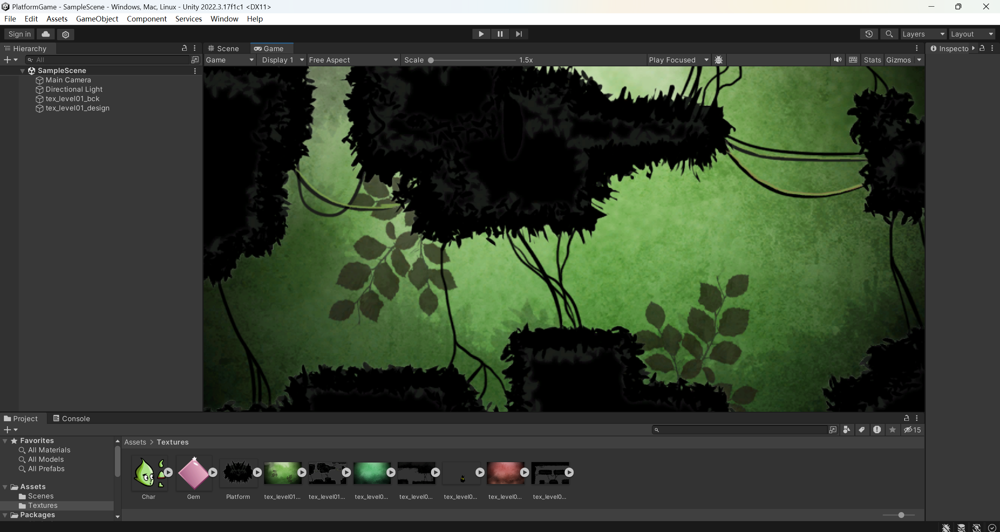 PlatformGame - SampleScene - Windows, Mac, Linux - Unity 2022.3.17f1c1 <DX11>
File Edit Assets GameObject Component Services Window Help
Sign in Layers Layout
Hierarchy Scene Game Inspecto
All Game Display 1 Free Aspect Scale 1.5x Play Focused Stats Gizmos
SampleScene
Main Camera
Directional Light
tex_level01_bck
tex_level01_design
Project Console
15
Favorites
All Materials
All Models
All Prefabs
Assets
Scenes
Textures
Packages
Assets > Textures
Char Gem Platform tex_level01... tex_level01... tex_level0... tex_level0... tex_level0... tex_level0... tex_level0...